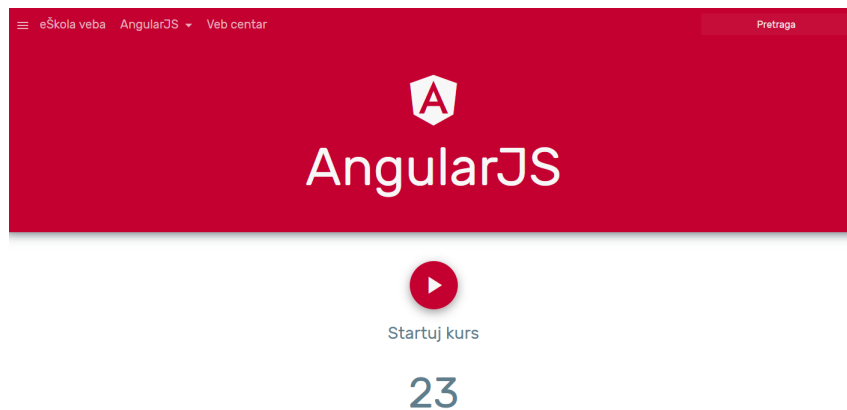 eŠkola veba AngularJS Veb centar Pretraga
A
AngularJS
Startuj kurs
23